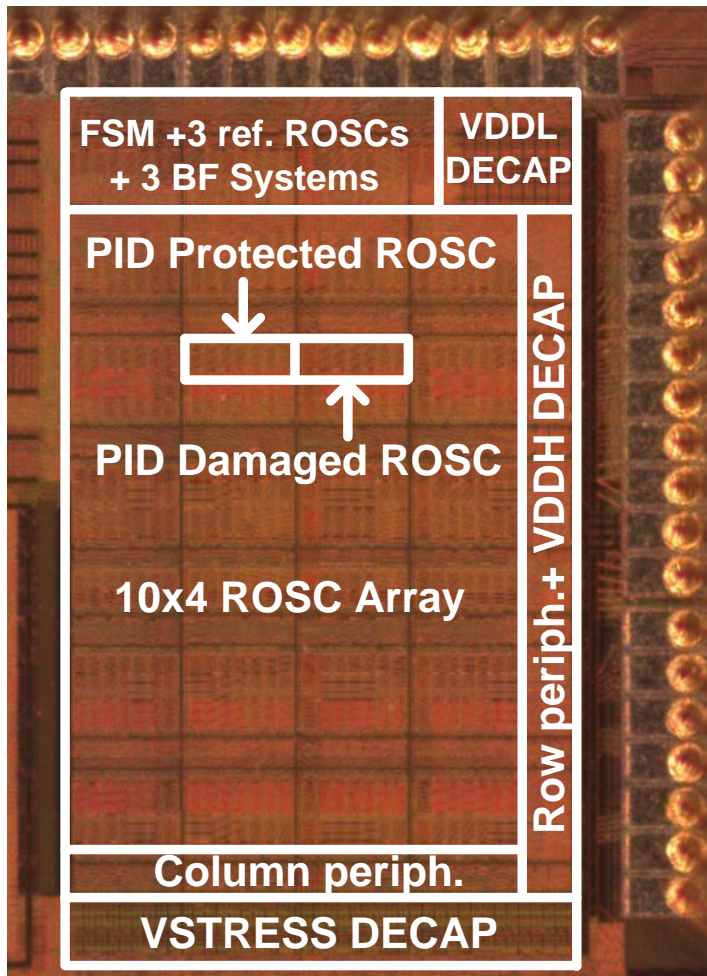 FSM +3 ref. ROSCs
+ 3 BF Systems
VDDL
DECAP
PID Protected ROSC
PID Damaged ROSC
10x4 ROSC Array
Row periph.+ VDDH DECAP
Column periph.
VSTRESS DECAP